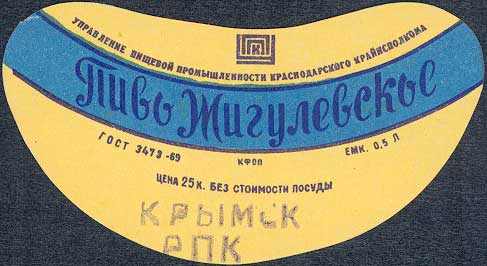 УПРАВЛЕНИЕ ПИЩЕВОЙ ПРОМЫШЛЕННОСТИ КРАСНОДАРСКОГО КРАЙИСПОЛКОМА
Пиво Жигулевское
ГОСТ 3473-69
КФОП
ЕМК. 0,5 Л
ЦЕНА 25 К. БЕЗ СТОИМОСТИ ПОСУДЫ
КРЫМСК
РПК